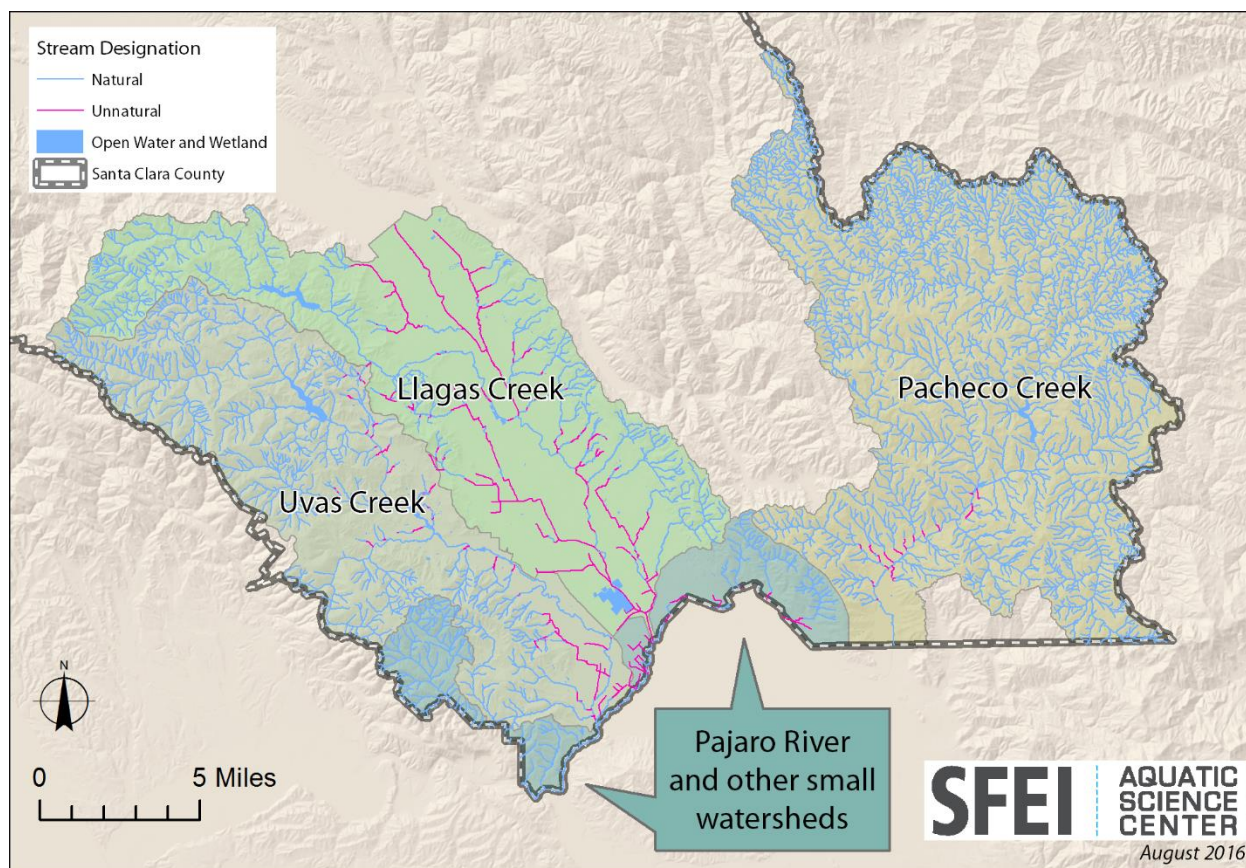 Stream Designation
Natural
Unnatural
Open Water and Wetland
Santa Clara County
Llagas Creek
Pacheco Creek
Uvas Creek
N
0 5 Miles
Pajaro River
and other small
watersheds
SFEI
AQUATIC
SCIENCE
CENTER
August 2016